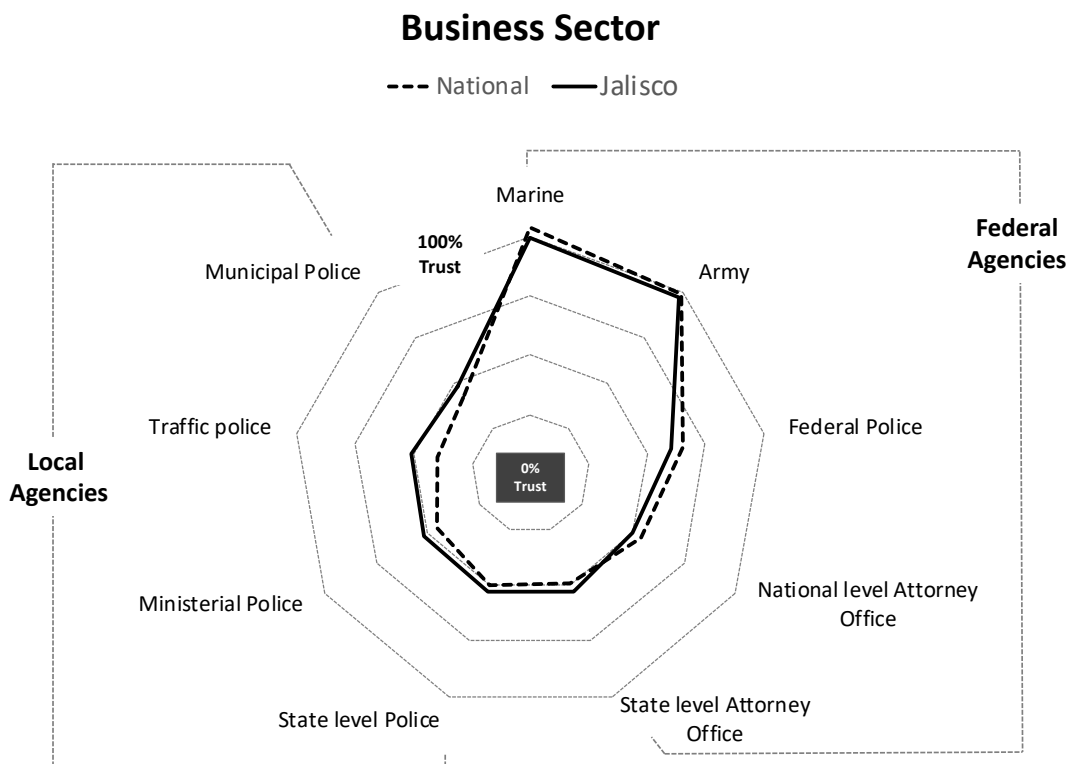 Business Sector
National
Jalisco
Marine
Federal
Agencies
100%
Trust
Municipal Police
Army
Traffic police
Federal Police
Local
Agencies
0%
Trust
Ministerial Police
National level Attorney
Office
State level Police
State level Attorney
Office